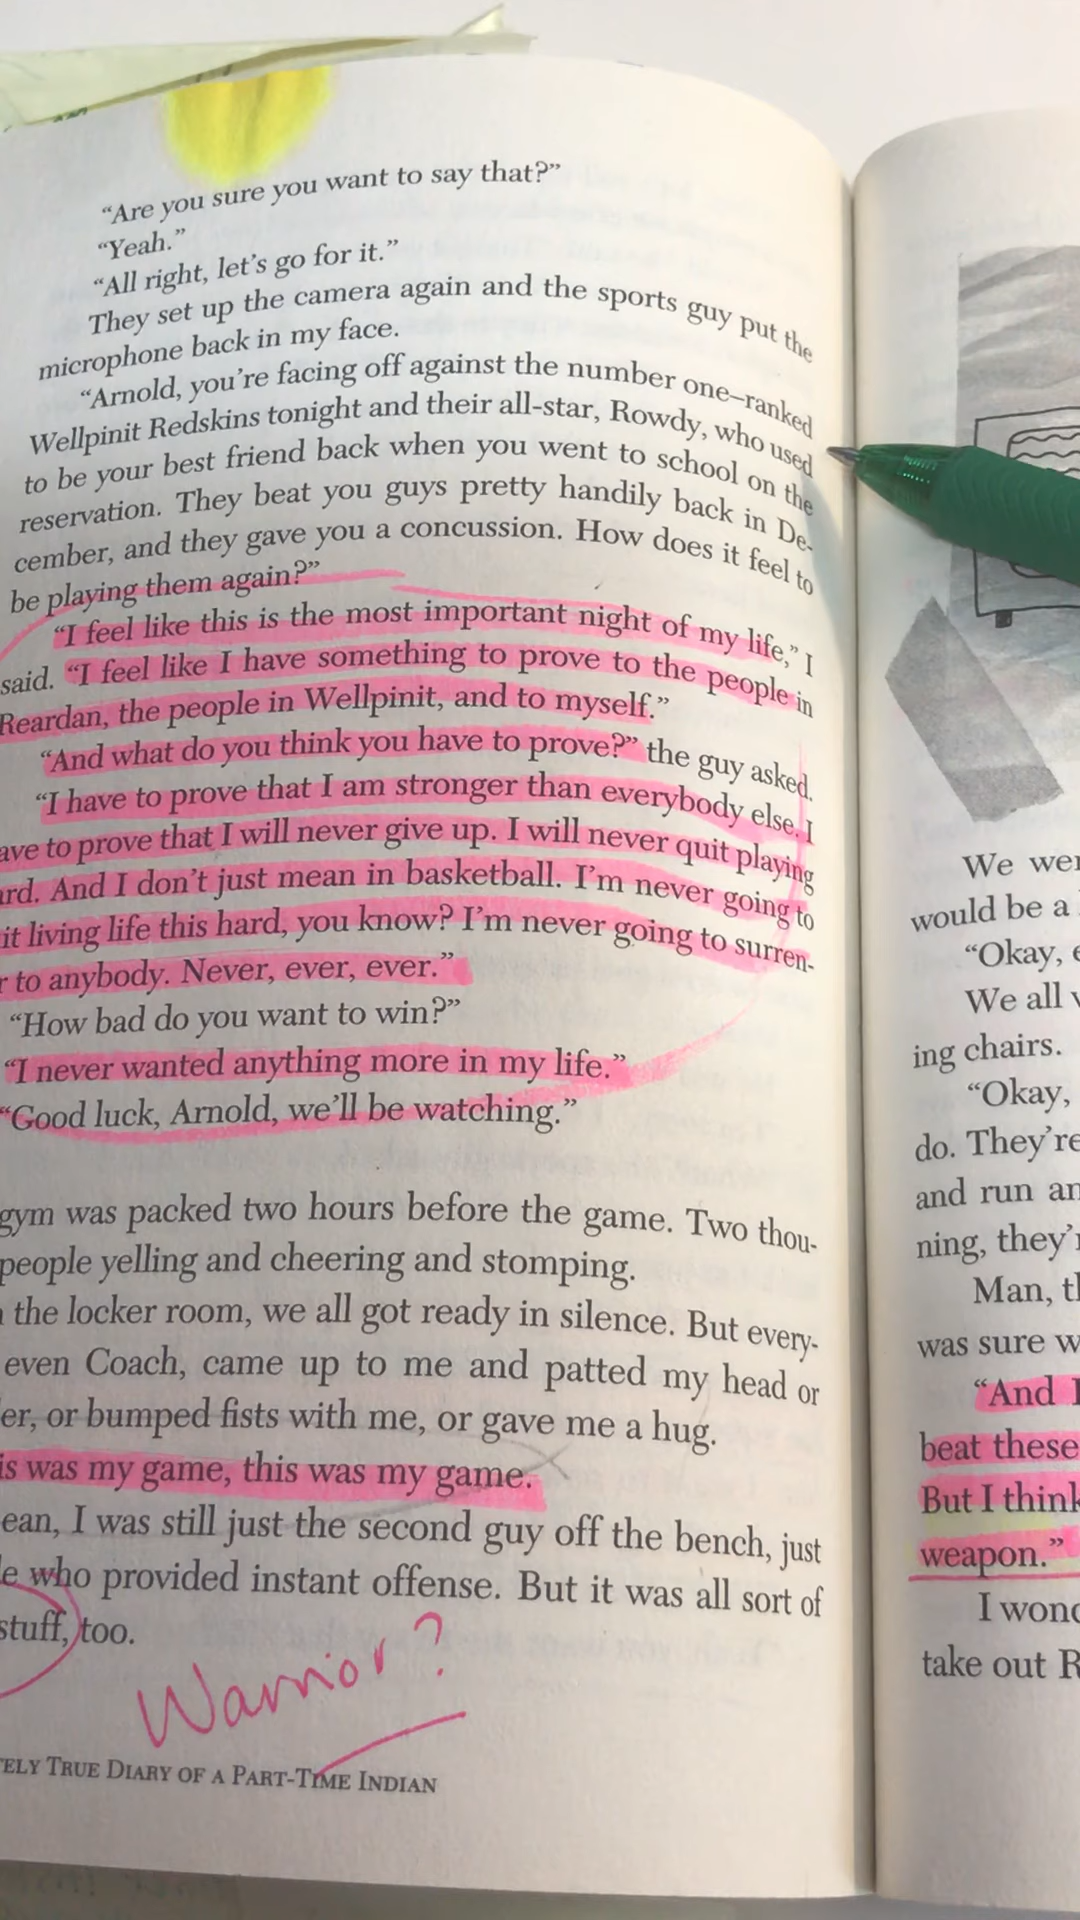 “Are you sure you want to say that?”
“Yeah.”
“All right, let’s go for it.”
They set up the camera again and the sports guy put the
microphone back in my face.
“Arnold, you’re facing off against the number one–ranked
Wellpinit Redskins tonight and their all-star, Rowdy, who used
to be your best friend back when you went to school on the
reservation. They beat you guys pretty handily back in De-
cember, and they gave you a concussion. How does it feel to
be playing them again?”
“I feel like this is the most important night of my life,” I
said. “I feel like I have something to prove to the people in
Reardan, the people in Wellpinit, and to myself.”
“And what do you think you have to prove?” the guy asked.
“I have to prove that I am stronger than everybody else. I
ave to prove that I will never give up. I will never quit playing
ard. And I don’t just mean in basketball. I’m never going to
it living life this hard, you know? I’m never going to surren-
r to anybody. Never, ever, ever.”
“How bad do you want to win?”
“I never wanted anything more in my life.”
“Good luck, Arnold, we’ll be watching.”
gym was packed two hours before the game. Two thou-
people yelling and cheering and stomping.
the locker room, we all got ready in silence. But every-
even Coach, came up to me and patted my head or
er, or bumped fists with me, or gave me a hug.
is was my game, this was my game.
ean, I was still just the second guy off the bench, just
e who provided instant offense. But it was all sort of
stuff, too.
Warrior?
ELY TRUE DIARY OF A PART-TIME INDIAN
We wer
would be a
“Okay, e
We all
ing chairs.
“Okay,
do. They’re
and run an
ning, they’r
Man, th
was sure w
“And I
beat these
But I think
weapon.”
I wond
take out R